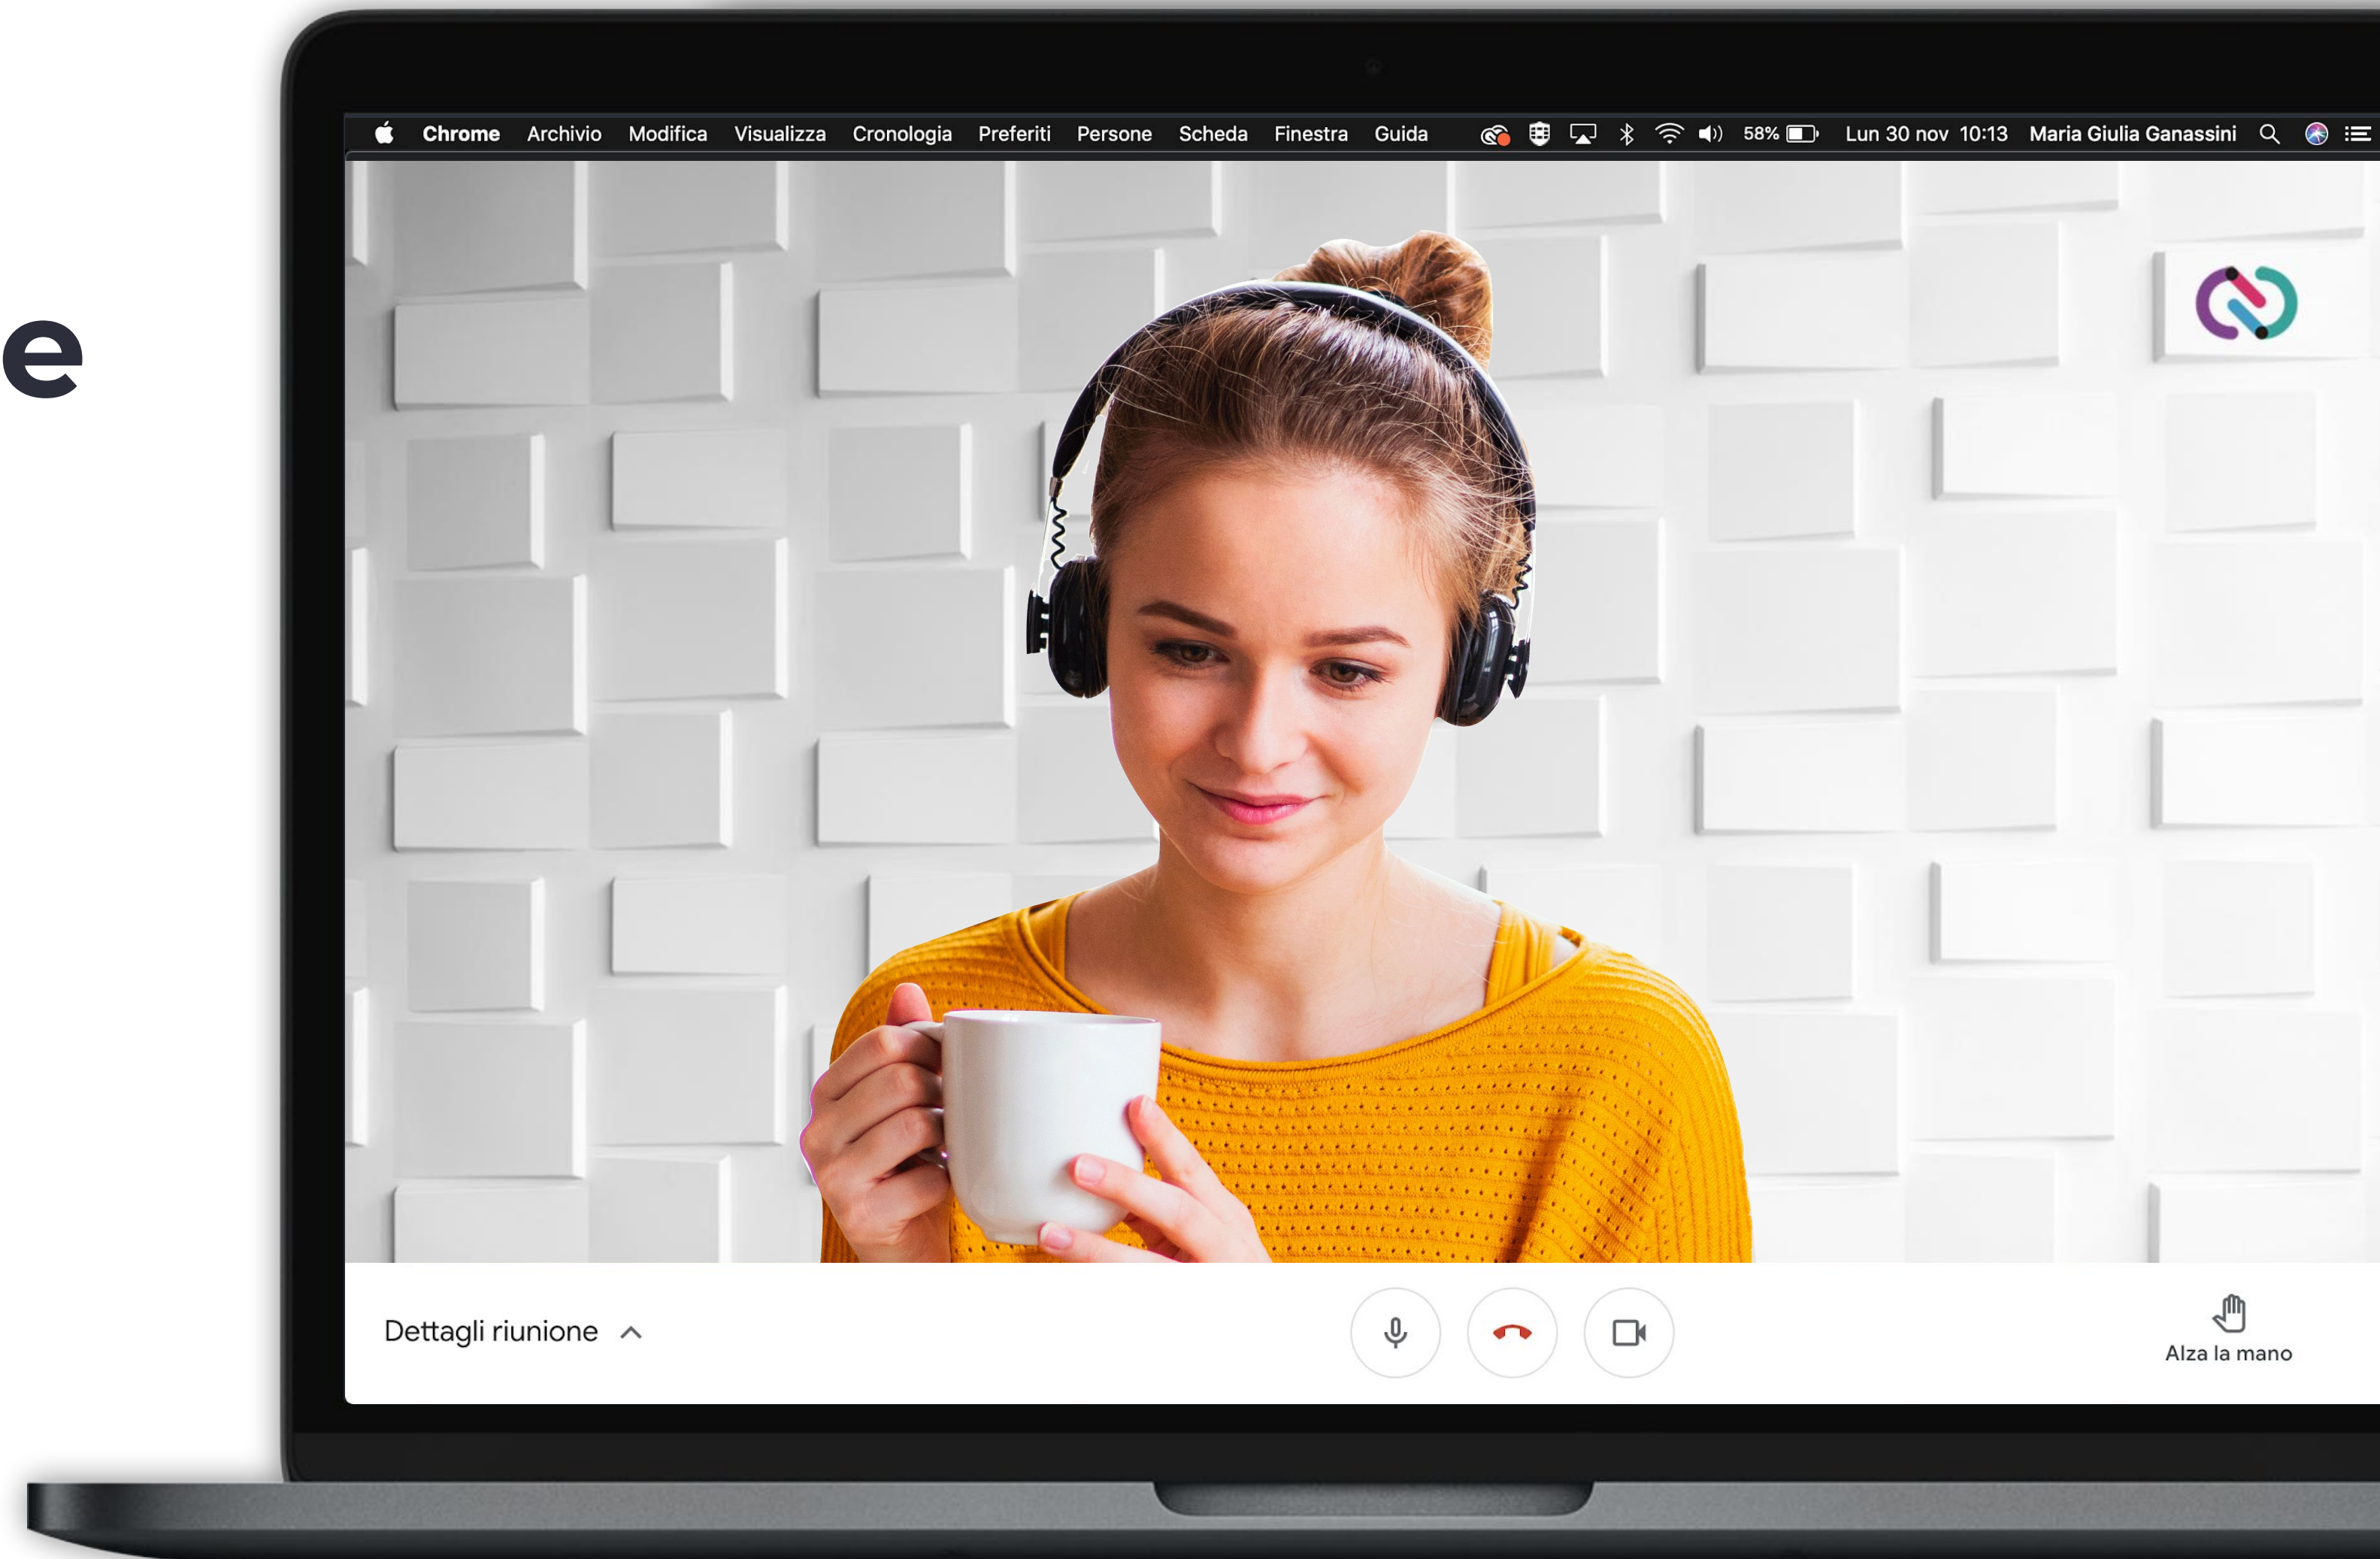 Chrome Archivio Modifica Visualizza Cronologia Preferiti Persone Scheda Finestra Guida 58% Lun 30 nov 10:13 Maria Giulia Ganassini
e
Dettagli riunione
Alza la mano